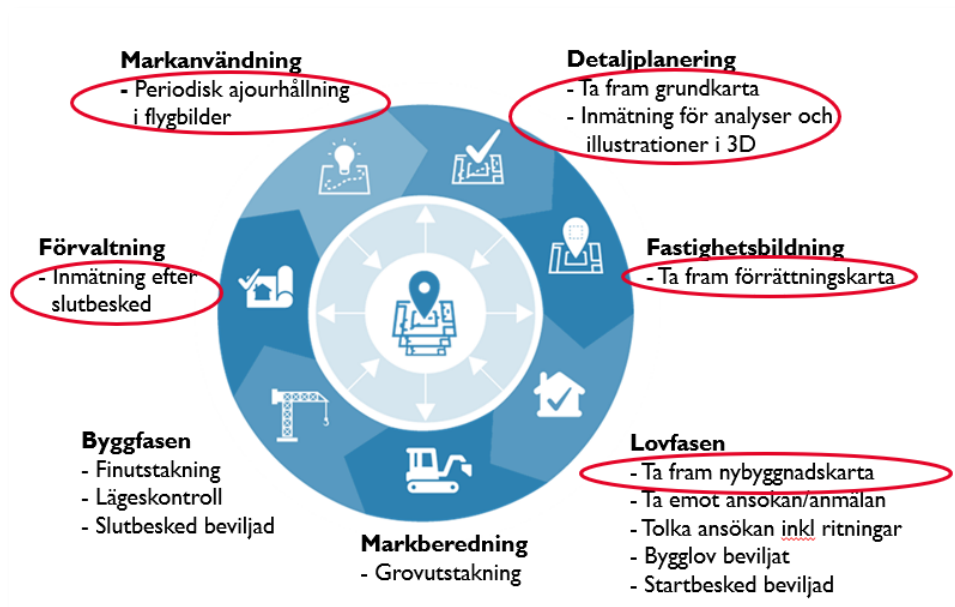 Markanvändning
- Periodisk ajourhållning
i flygbilder
Detaljplanering
- Ta fram grundkarta
- Inmätning för analyser och
illustrationer i 3D
Förvaltning
- Inmätning efter
slutbesked
Fastighetsbildning
- Ta fram förrättningskarta
Byggfasen
- Finutstakning
- Lägeskontroll
- Slutbesked beviljad
Markberedning
- Grovutstakning
Lovfasen
- Ta fram nybyggnadskarta
- Ta emot ansökan/anmälan
- Tolka ansökan inkl ritningar
- Bygglov beviljat
- Startbesked beviljad